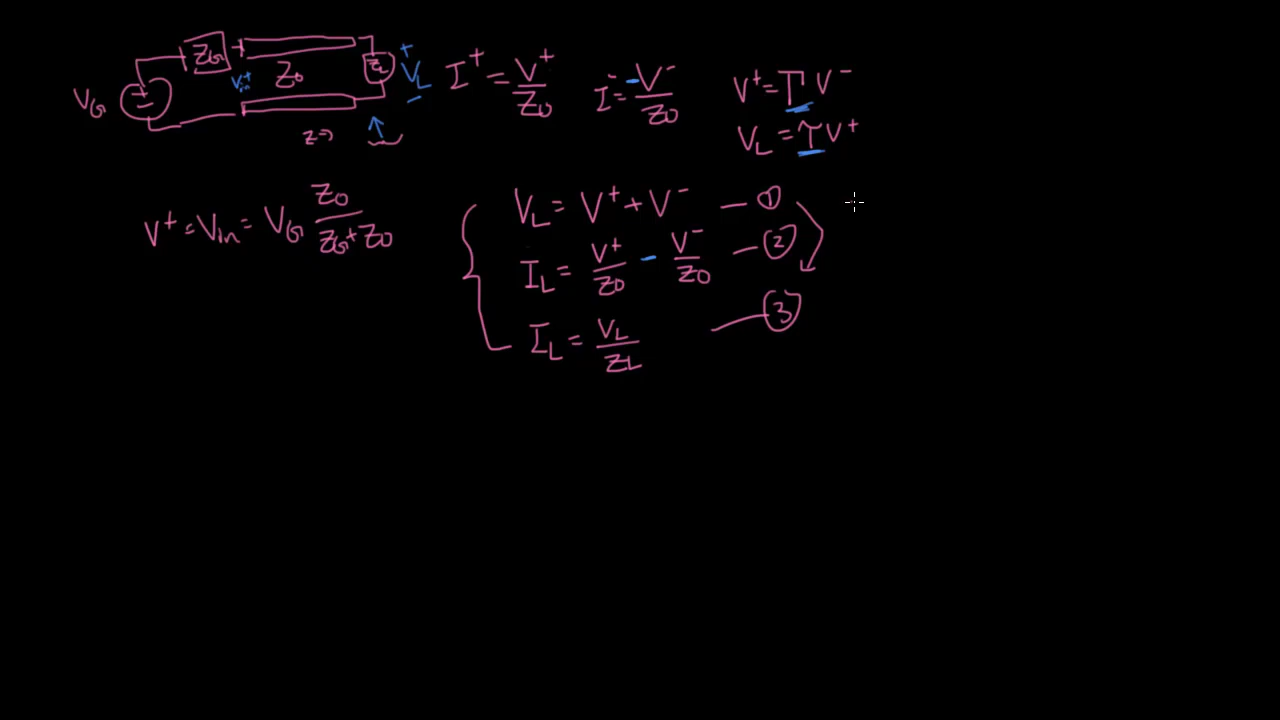 V_G Z_G Z_0 Z_L
V_in^+
+ V_L
z ⇒
I^+ = V^+/Z_0
I^- = -V^-/Z_0
V^+ = Γ V^-
V_L = T V^+
V^+ = V_in = V_G Z_0/(Z_G + Z_0)
V_L = V^+ + V^- — ①
I_L = V^+/Z_0 - V^-/Z_0 — ②
I_L = V_L/Z_L — ③